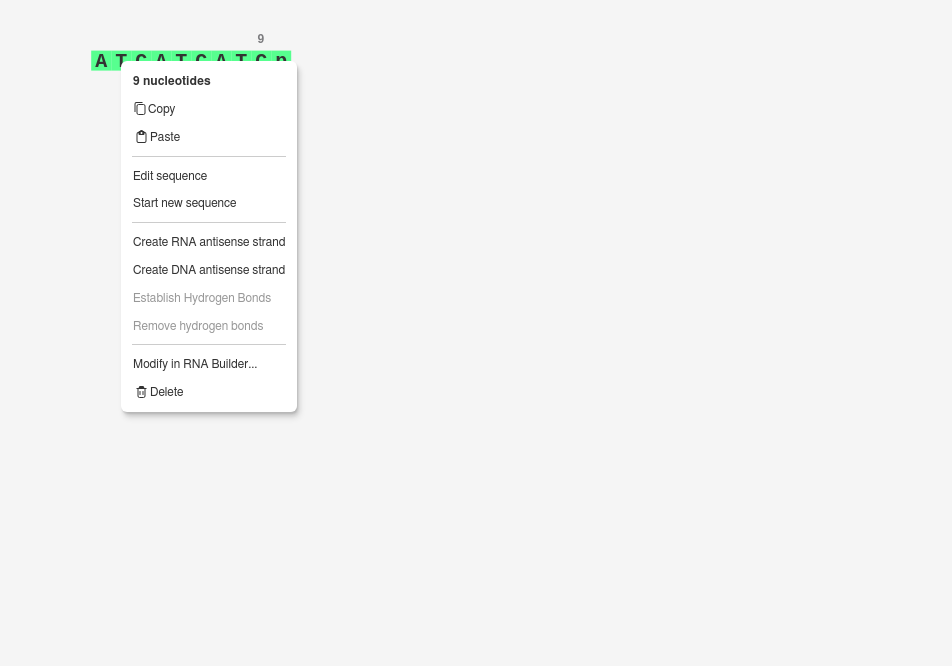 9
A T C A T C A T C p
9 nucleotides
Copy
Paste
Edit sequence
Start new sequence
Create RNA antisense strand
Create DNA antisense strand
Establish Hydrogen Bonds
Remove hydrogen bonds
Modify in RNA Builder...
Delete